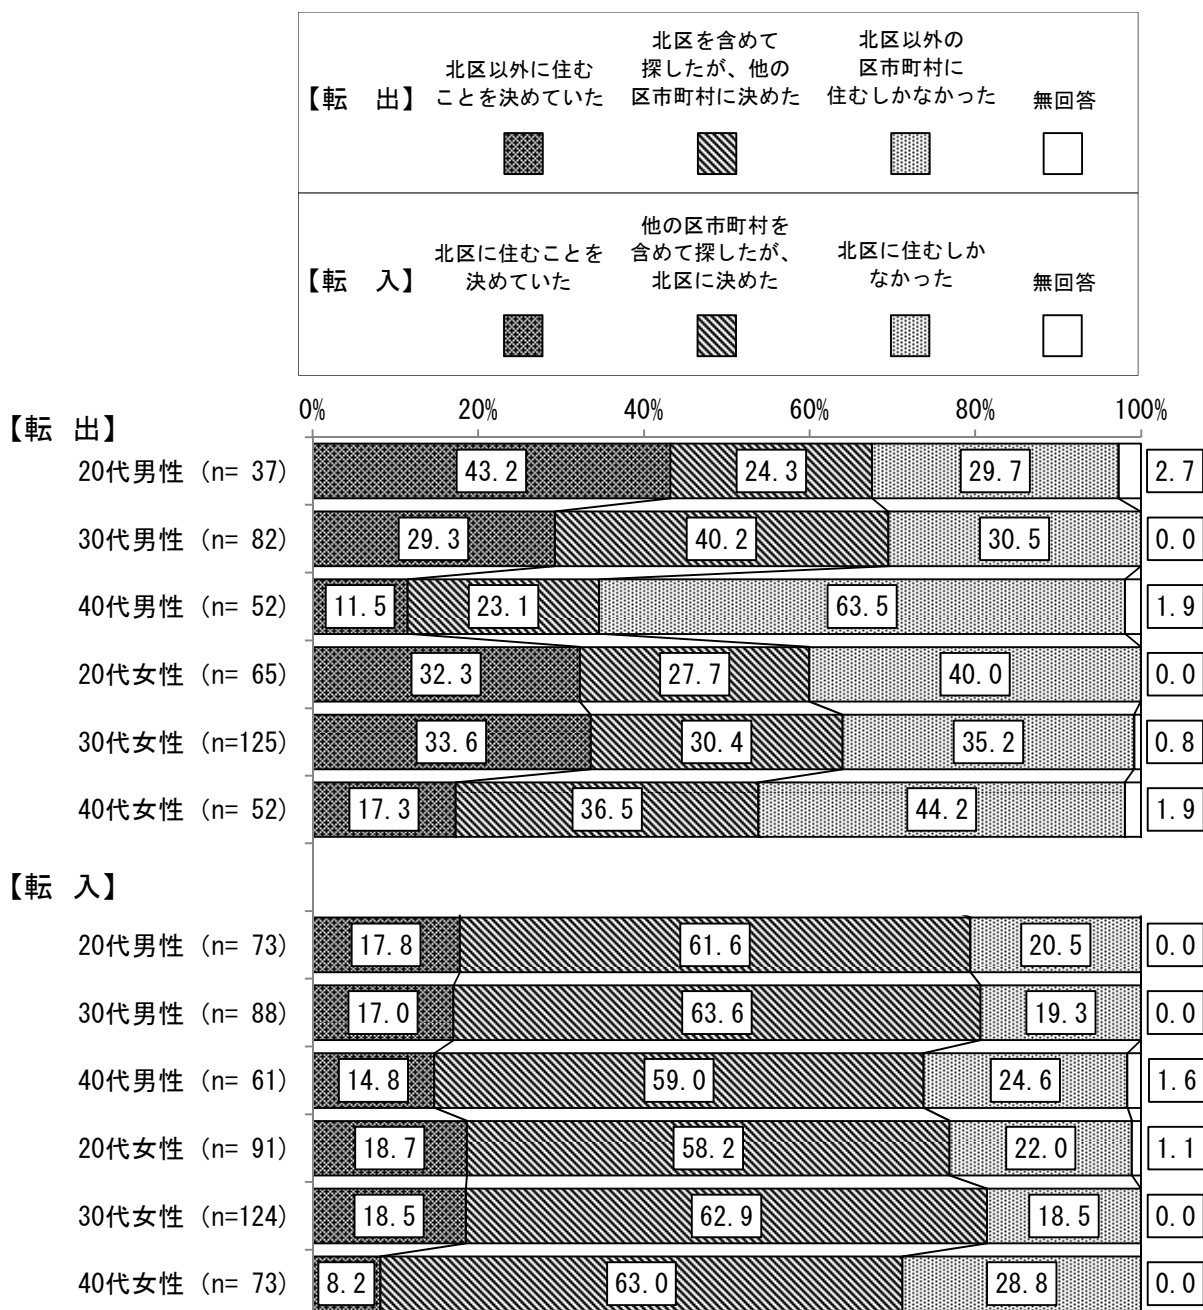 【転　出】
北区以外に住む
ことを決めていた
北区を含めて
探したが、他の
区市町村に決めた
北区以外の
区市町村に
住むしかなかった
無回答
【転　入】
北区に住むことを
決めていた
他の区市町村を
含めて探したが、
北区に決めた
北区に住むしか
なかった
無回答
0% 20% 40% 60% 80% 100%
【転 出】
20代男性 (n= 37) 43.2 24.3 29.7 2.7
30代男性 (n= 82) 29.3 40.2 30.5 0.0
40代男性 (n= 52) 11.5 23.1 63.5 1.9
20代女性 (n= 65) 32.3 27.7 40.0 0.0
30代女性 (n=125) 33.6 30.4 35.2 0.8
40代女性 (n= 52) 17.3 36.5 44.2 1.9
【転 入】
20代男性 (n= 73) 17.8 61.6 20.5 0.0
30代男性 (n= 88) 17.0 63.6 19.3 0.0
40代男性 (n= 61) 14.8 59.0 24.6 1.6
20代女性 (n= 91) 18.7 58.2 22.0 1.1
30代女性 (n=124) 18.5 62.9 18.5 0.0
40代女性 (n= 73) 8.2 63.0 28.8 0.0